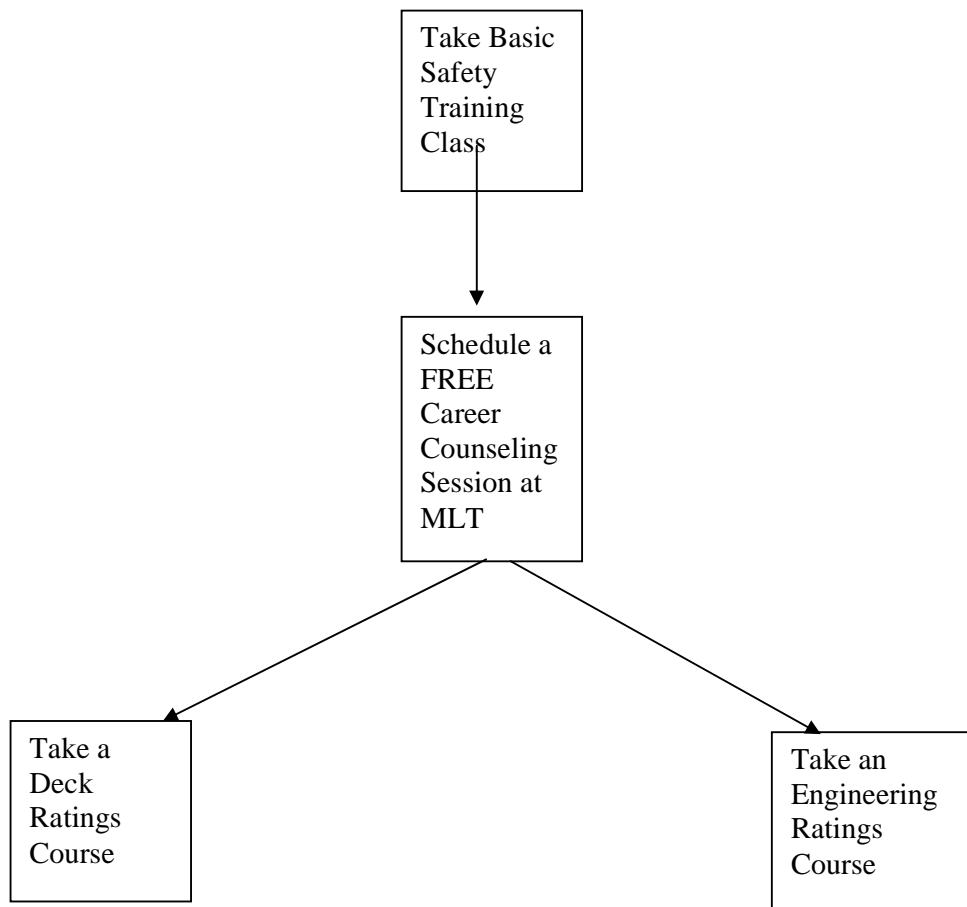 Take Basic
Safety
Training
Class
Schedule a
FREE
Career
Counseling
Session at
MLT
Take a
Deck
Ratings
Course
Take an
Engineering
Ratings
Course